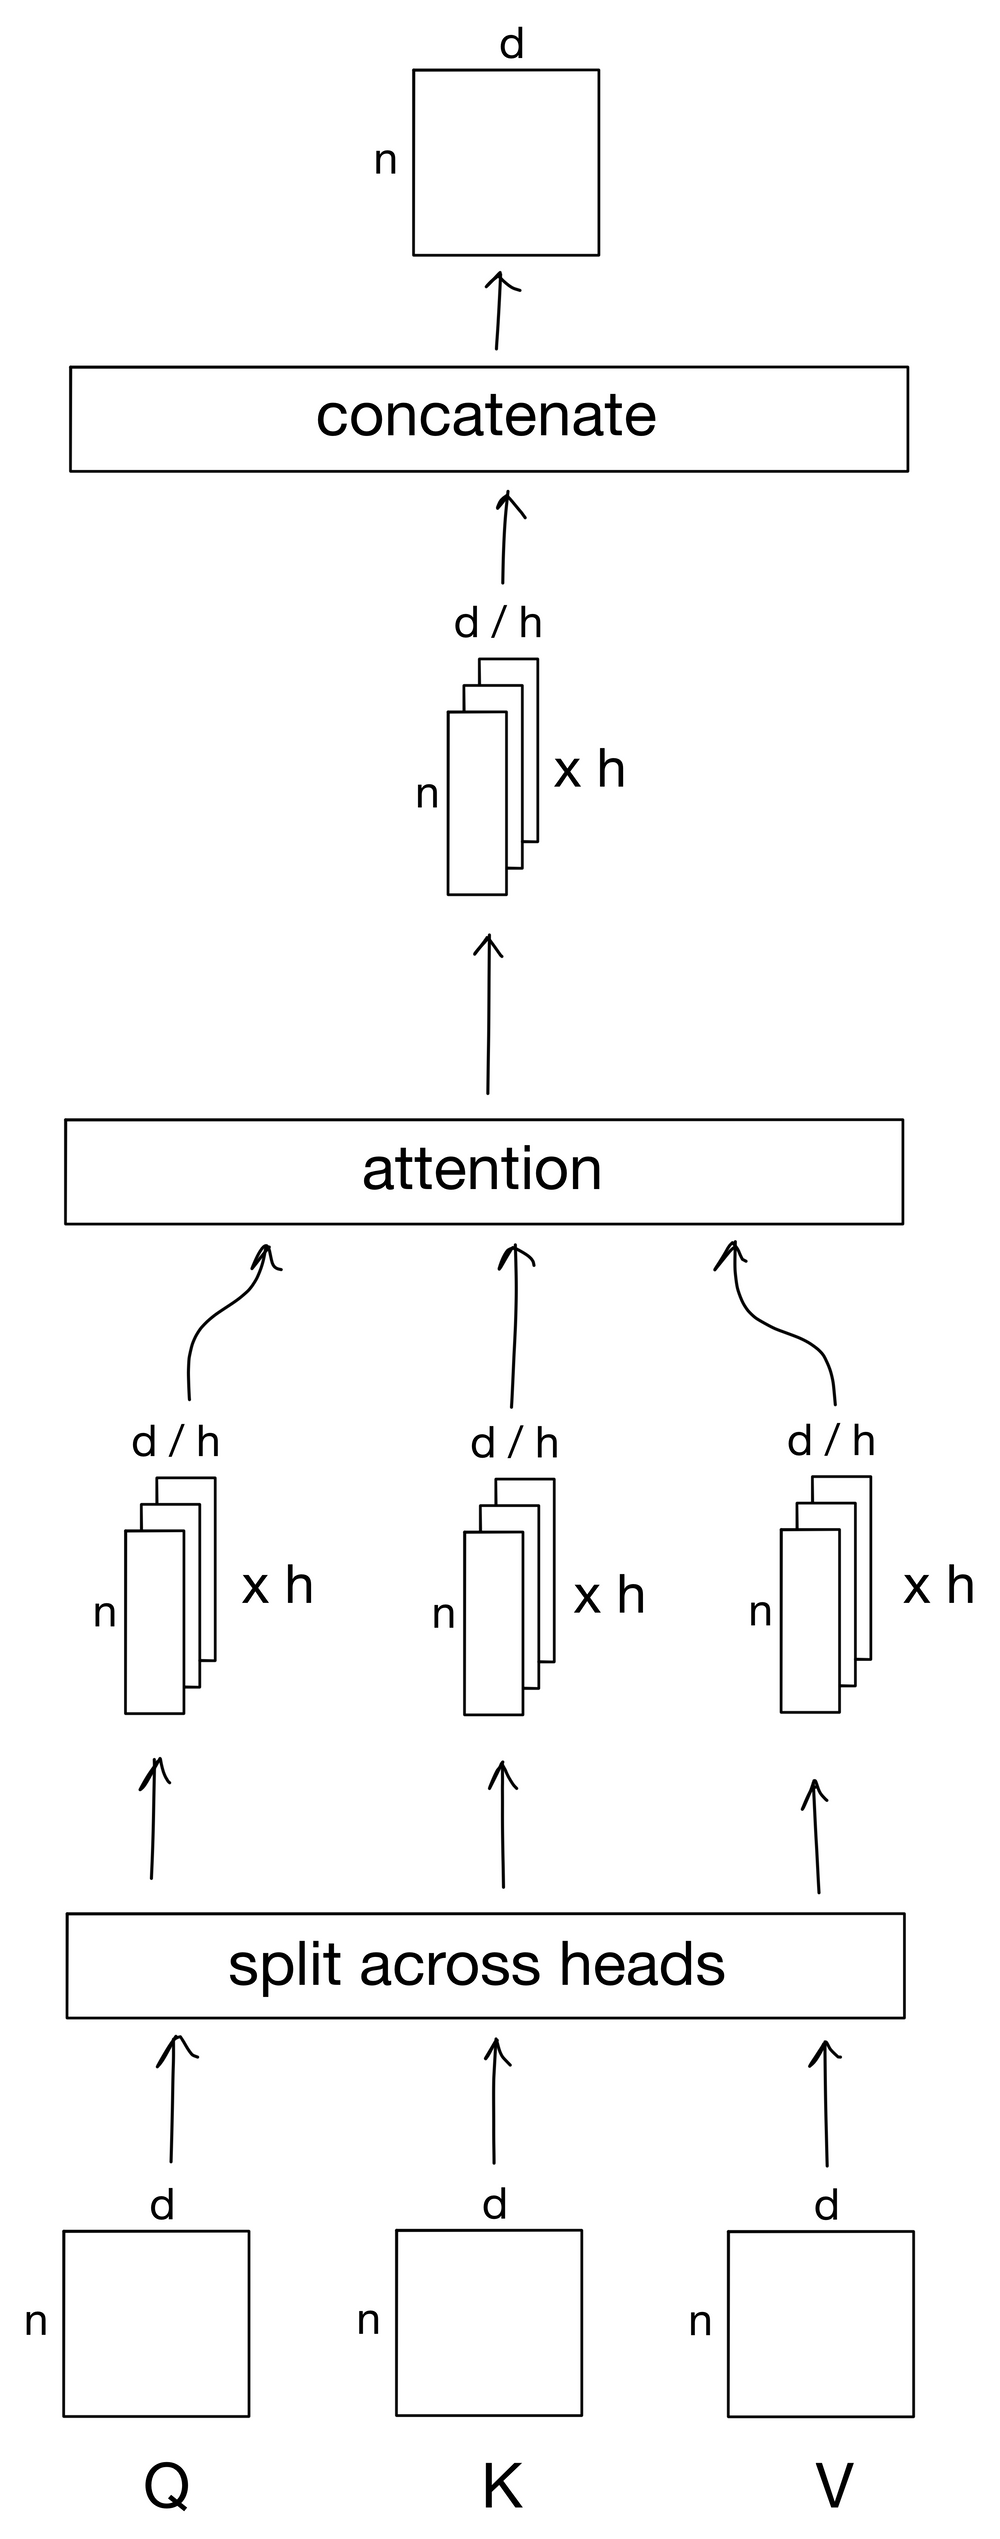 d
n
concatenate
d / h
n
x h
attention
d / h
d / h
d / h
n
x h
n
x h
n
x h
split across heads
d
d
d
n
n
n
Q
K
V